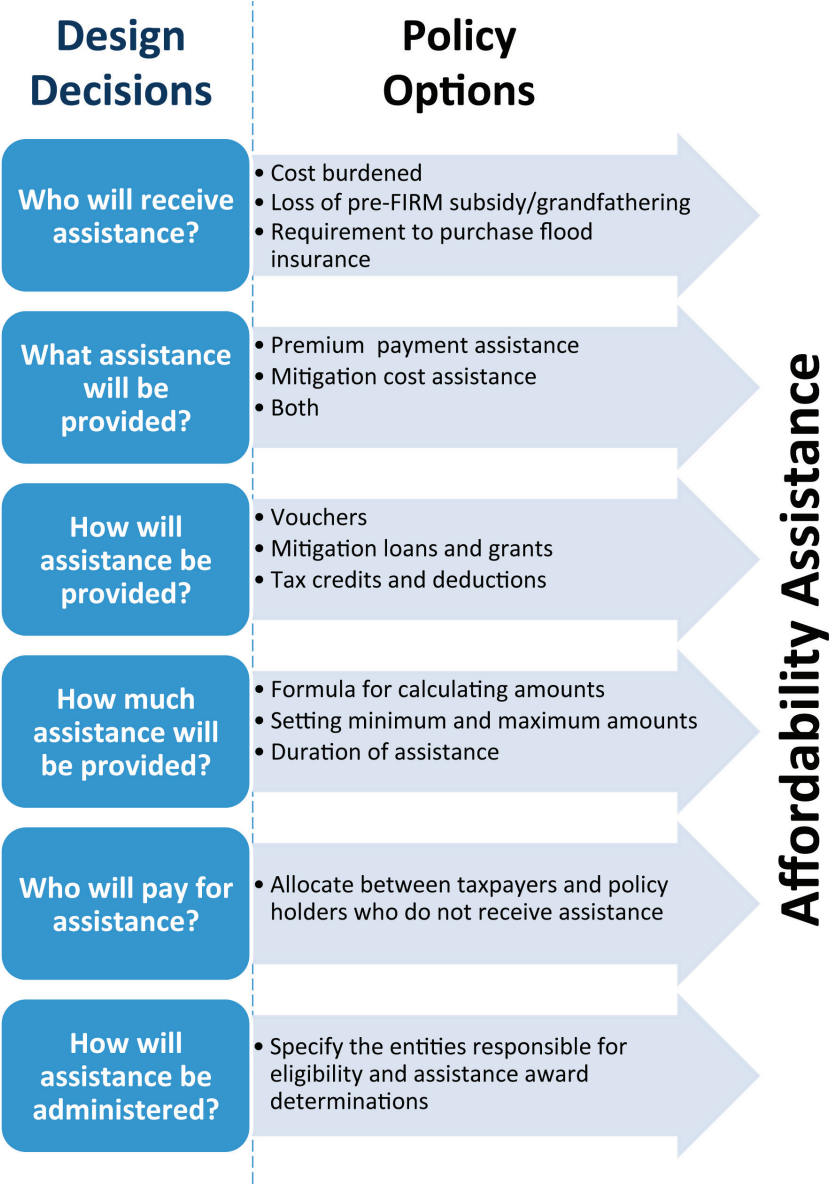 Design
Decisions
Policy
Options
Who will receive
assistance?
• Cost burdened
• Loss of pre-FIRM subsidy/grandfathering
• Requirement to purchase flood
insurance
What assistance
will be
provided?
• Premium  payment assistance
• Mitigation cost assistance
• Both
How will
assistance be
provided?
• Vouchers
• Mitigation loans and grants
• Tax credits and deductions
How much
assistance will
be provided?
• Formula for calculating amounts
• Setting minimum and maximum amounts
• Duration of assistance
Who will pay for
assistance?
• Allocate between taxpayers and policy
holders who do not receive assistance
How will
assistance be
administered?
• Specify the entities responsible for
eligibility and assistance award
determinations
Affordability Assistance